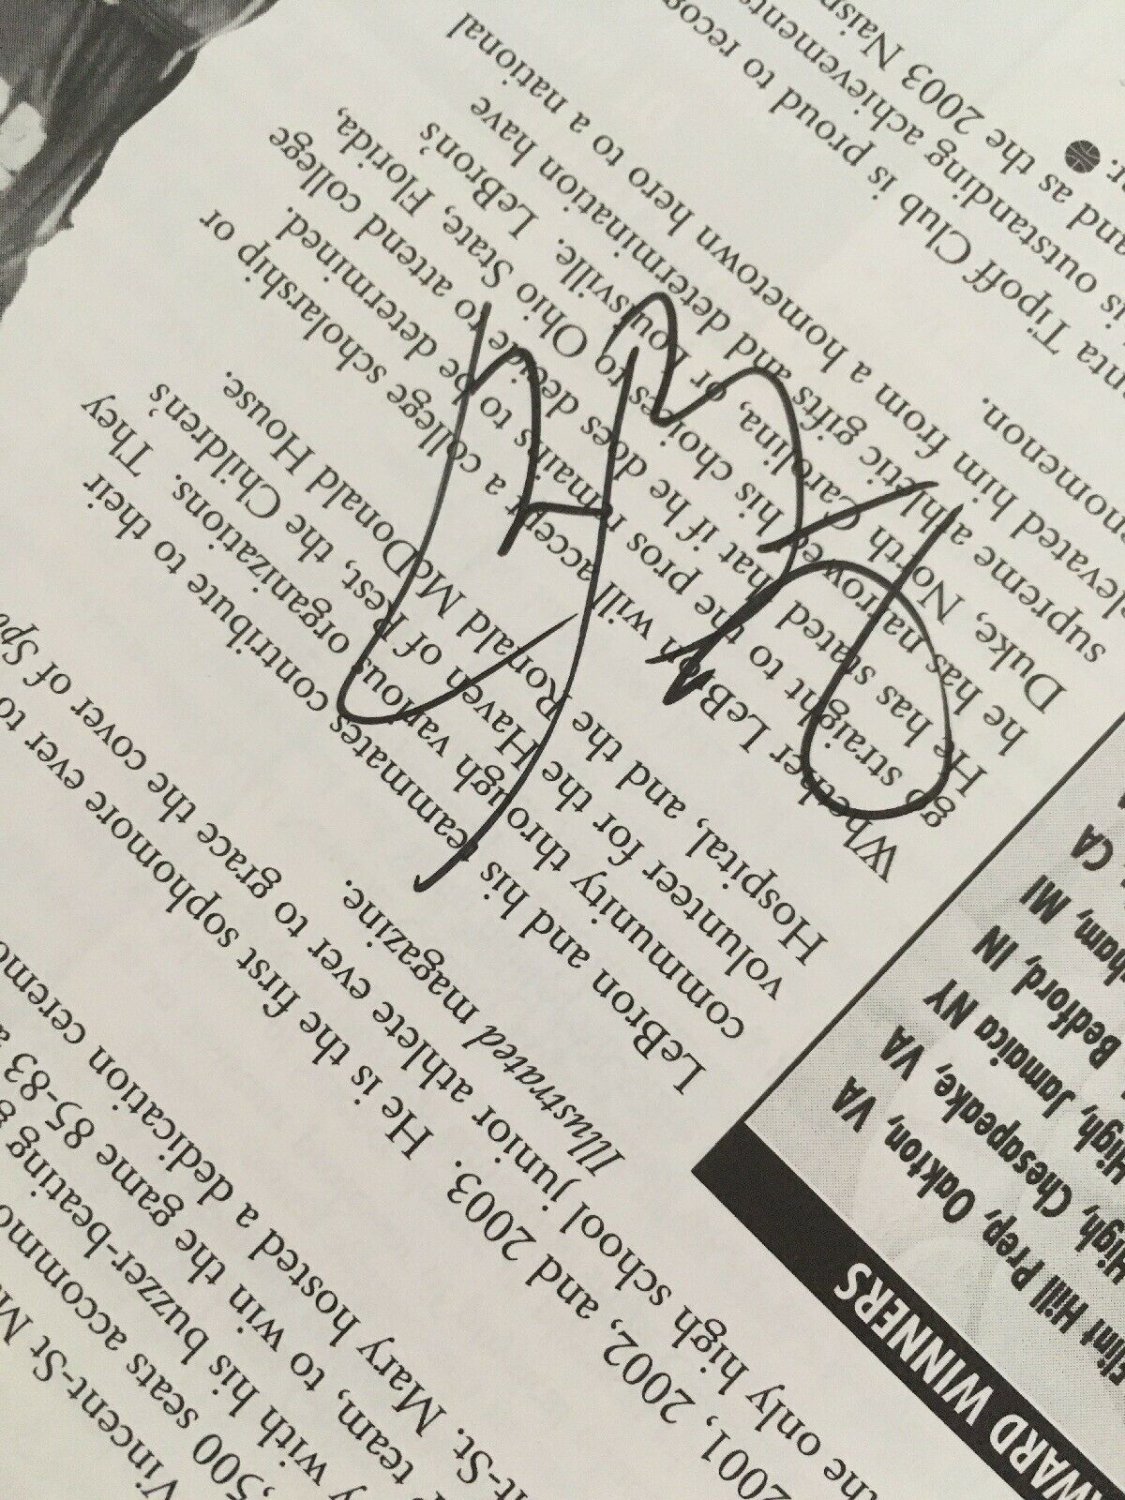 Vincent-St M
,500 seats accommo
y with his buzzer-beating g
team, to win the game 85-83 a
t-St. Mary hosted a dedication ceremo
2001, 2002, and 2003. He is the first sophomore ever to
he only high school junior athlete ever to grace the cover of Spo
Illustrated magazine.
LeBron and his teammates contribute to their
community through various organizations. They
volunteer for the Haven of Rest, the Children's
Hospital, and the Ronald McDonald House.
Whether LeBron will accept a college scholarship or
go straight to the pros remains to be determined.
He has stated that if he does decide to attend college
he has narrowed his choices to Ohio State, Florida,
Duke, North Carolina, or Louisville. LeBron's
supreme athletic gifts and determination have
elevated him from a hometown hero to a national
nomenon.
nta Tipoff Club is proud to recog
is outstanding achievements
and as the 2003 Naism
AWARD WINNERS
Flint Hill Prep, Oakton, VA
High, Chesapeake, VA
High, Jamaica NY
Bedford, IN
ham, MI
, CA